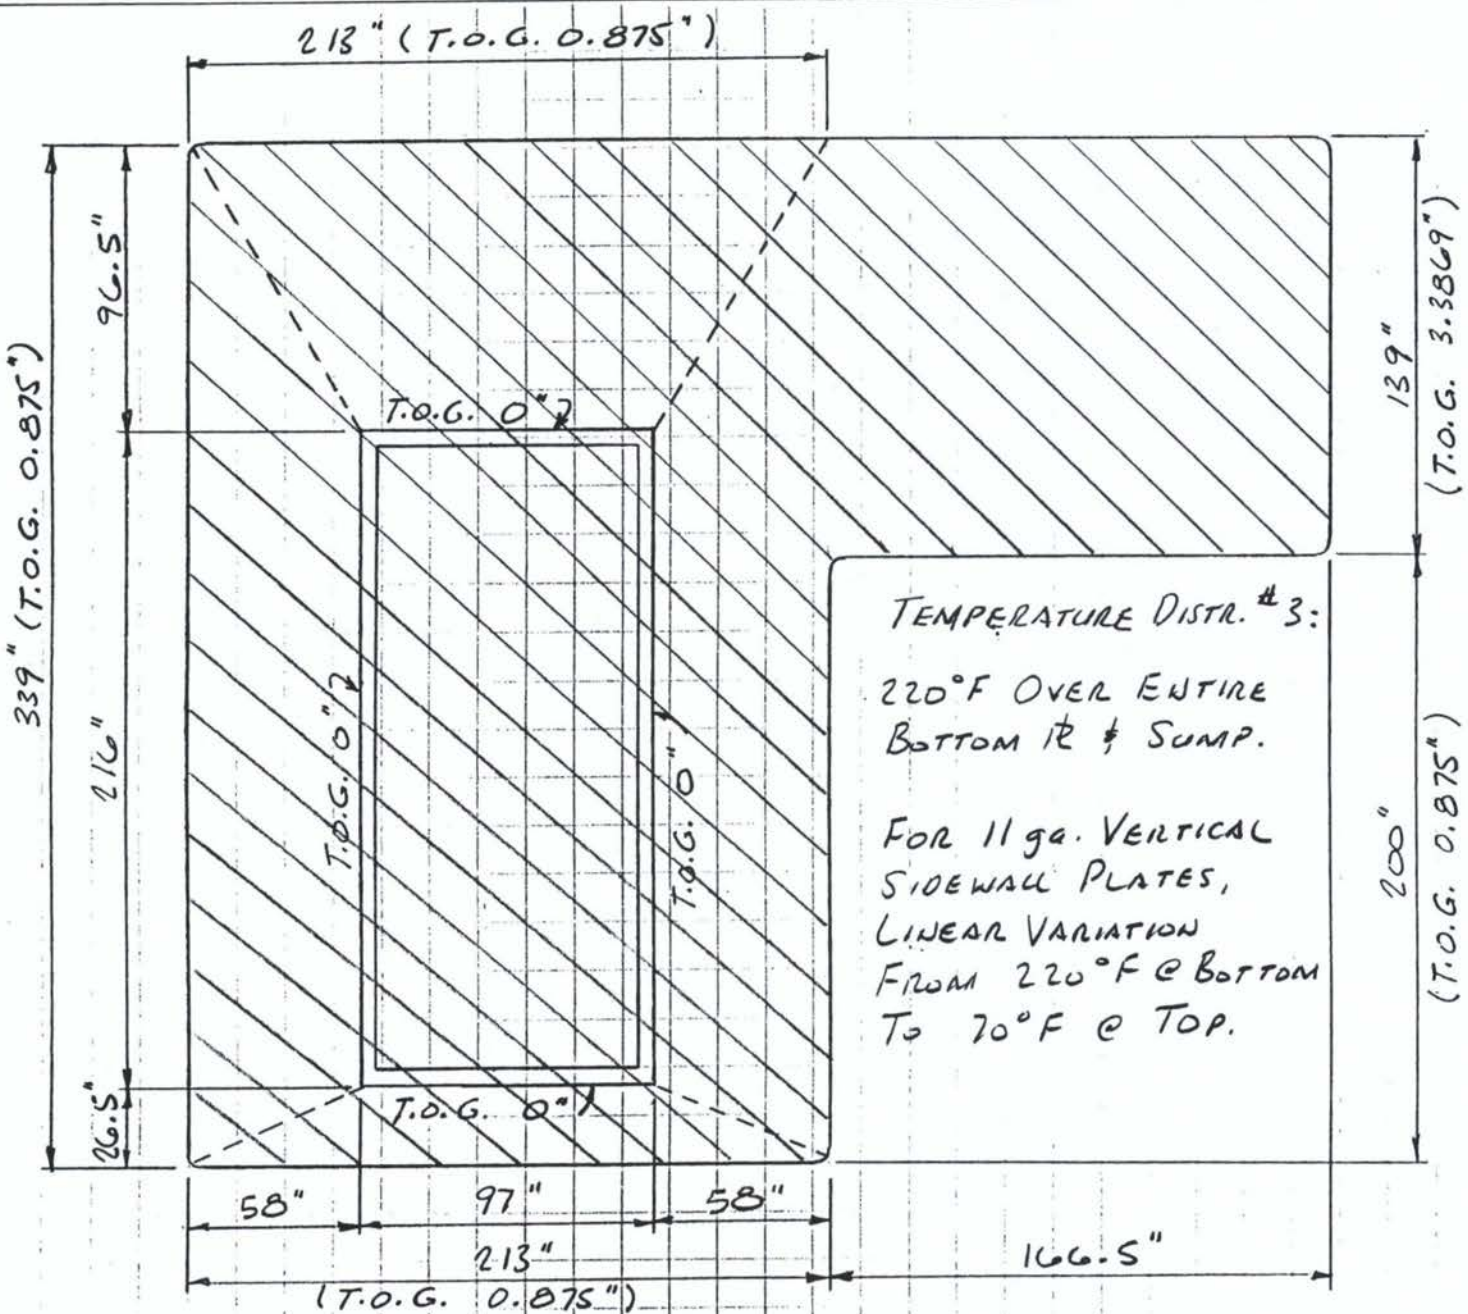 213" (T.O.G. 0.875")
339" (T.O.G. 0.875")
96.5"
216"
26.5"
T.O.G. 0"
T.O.G. 0"
T.O.G. 0"
T.O.G. 0"
139"
(T.O.G. 3.3869")
200"
(T.O.G. 0.875")
TEMPERATURE DISTR. #3:
220°F OVER ENTIRE
BOTTOM ℄ & SUMP.
FOR 11 ga. VERTICAL
SIDEWALL PLATES,
LINEAR VARIATION
FROM 220°F @ BOTTOM
TO 70°F @ TOP.
58"
97"
58"
213"
(T.O.G. 0.875")
166.5"